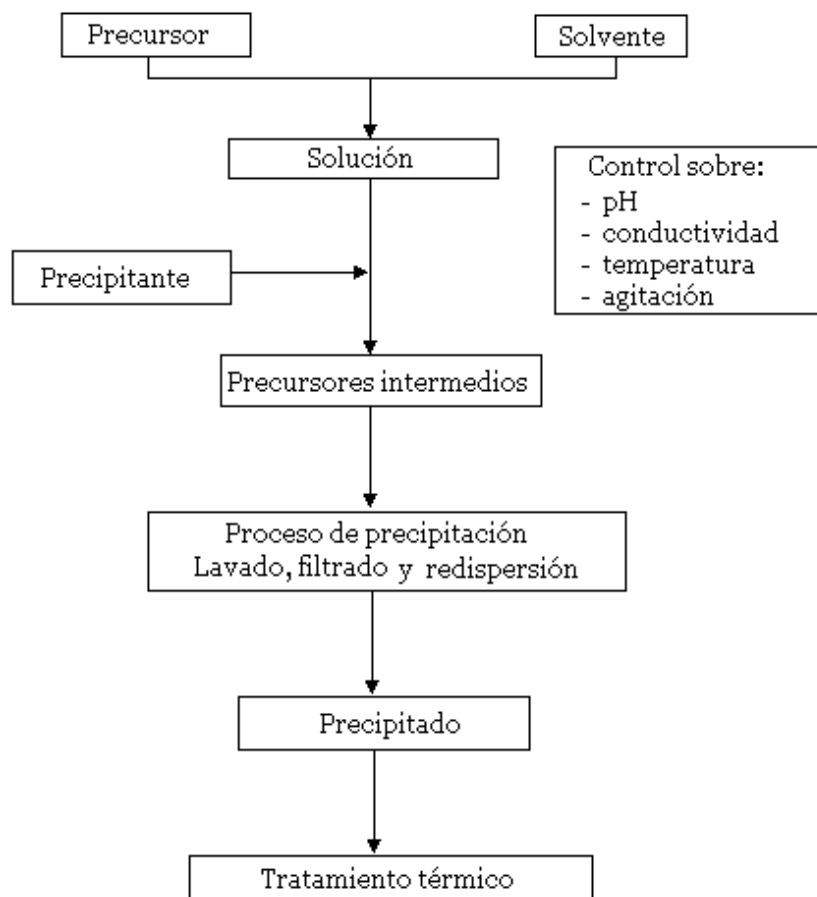 Precursor
Solvente
Solución
Control sobre:
- pH
- conductividad
- temperatura
- agitación
Precipitante
Precursores intermedios
Proceso de precipitación
Lavado, filtrado y redispersión
Precipitado
Tratamiento térmico